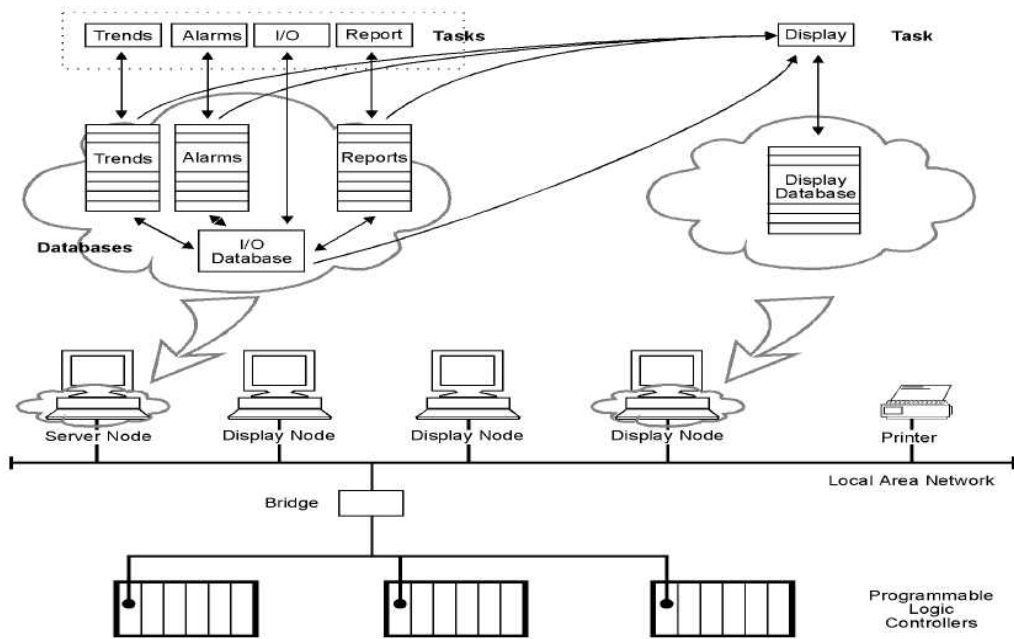 Trends Alarms I/O Report Tasks Display Task
Trends Alarms Reports
Display
Database
Databases
I/O
Database
Server Node Display Node Display Node Display Node Printer
Local Area Network
Bridge
Programmable
Logic
Controllers